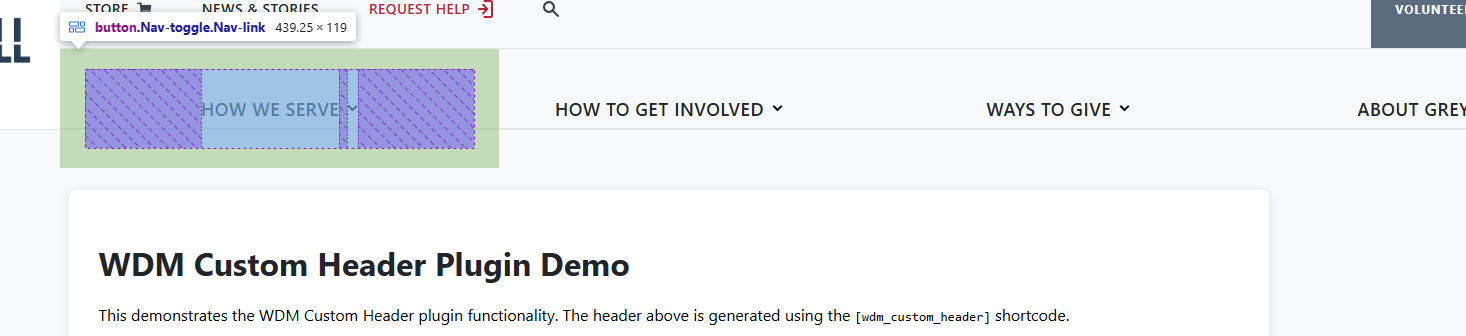 STORE NEWS & STORIES REQUEST HELP VOLUNTEE
button.Nav-toggle.Nav-link 439.25 × 119
LL
HOW WE SERVE HOW TO GET INVOLVED WAYS TO GIVE ABOUT GREY
WDM Custom Header Plugin Demo
This demonstrates the WDM Custom Header plugin functionality. The header above is generated using the [wdm_custom_header] shortcode.